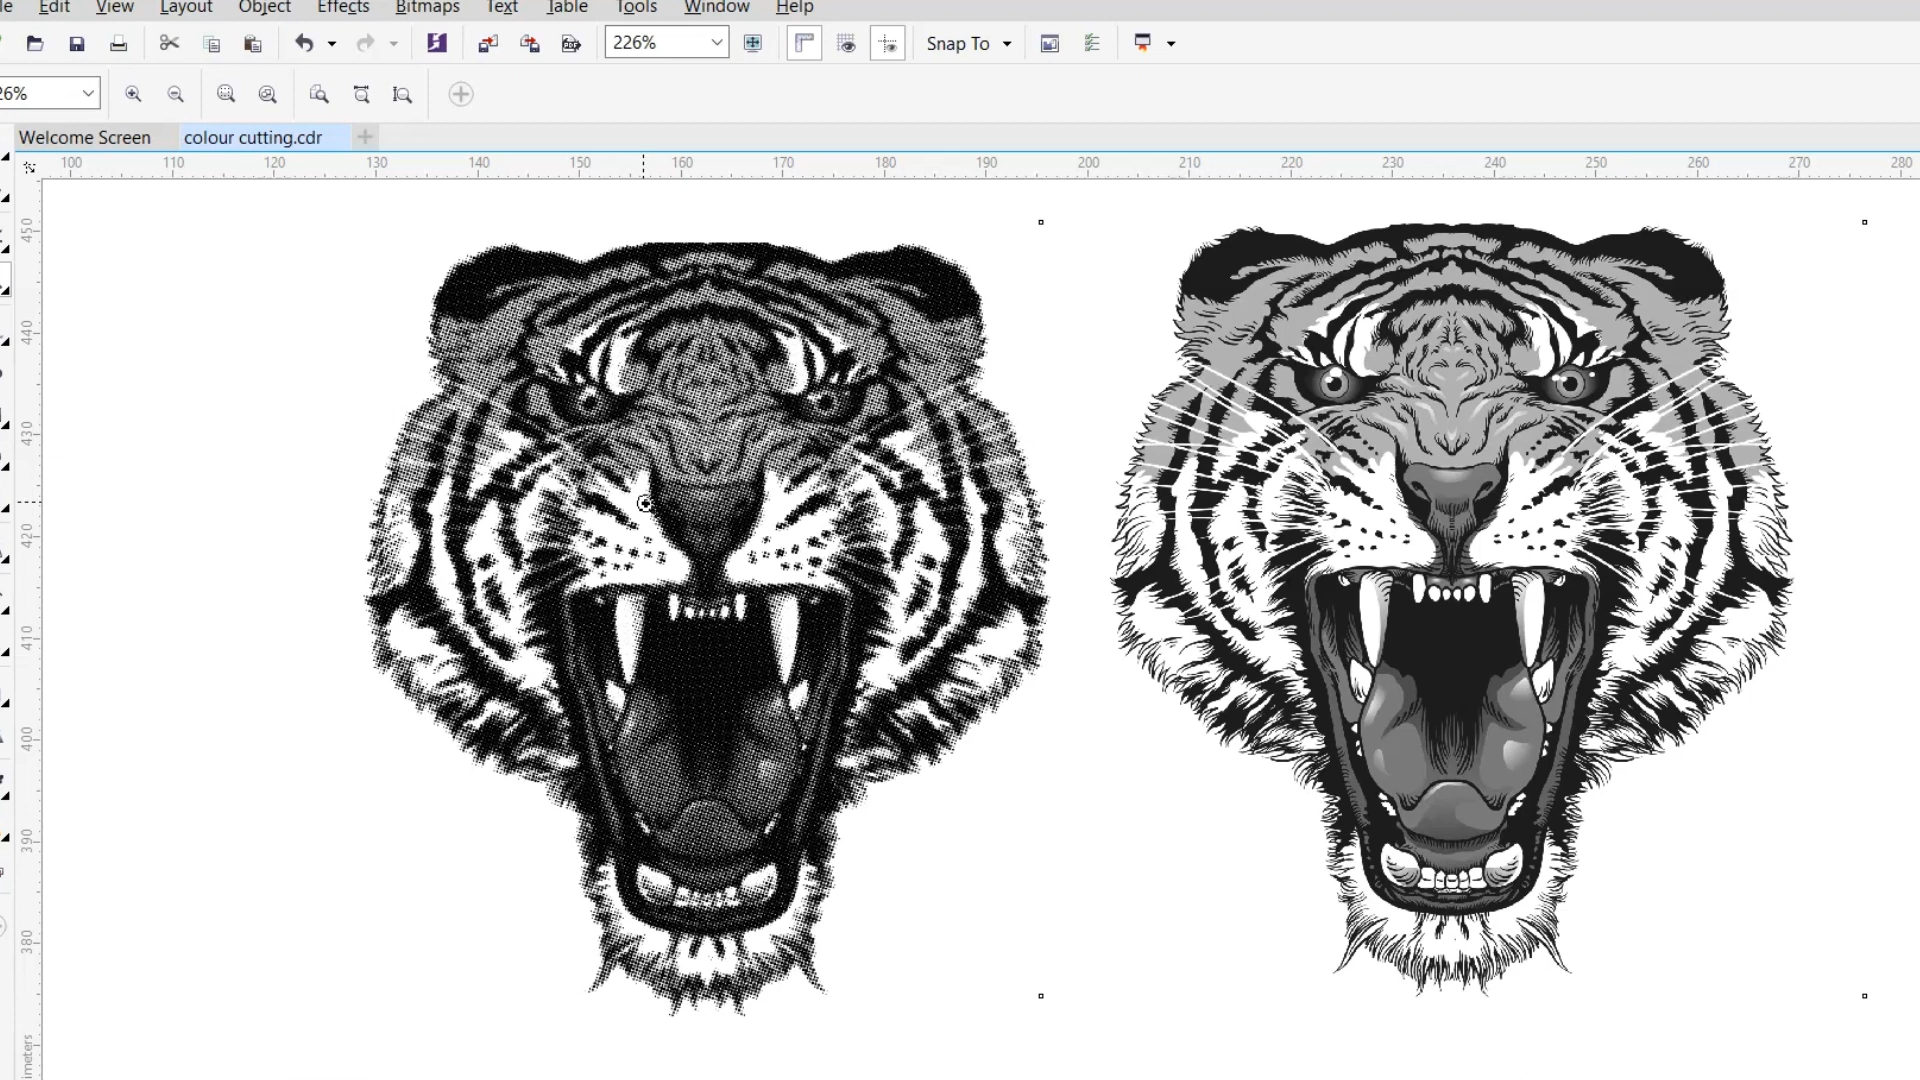 le Edit View Layout Object Effects Bitmaps Text Table Tools Window Help
226% Snap To
26%
Welcome Screen colour cutting.cdr
100 110 120 130 140 150 160 170 180 190 200 210 220 230 240 250 260 270 280
450
440
430
420
410
400
390
380
imeters